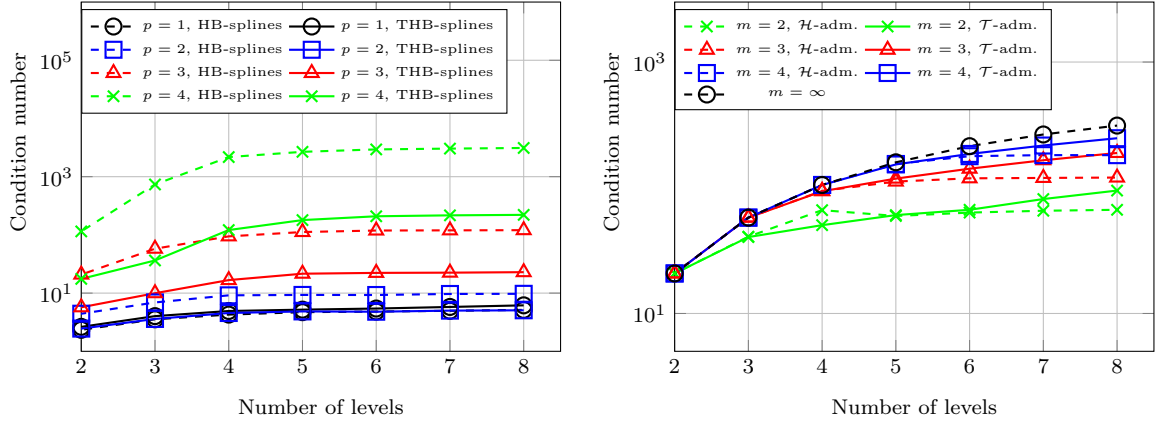 p = 1, HB-splines p = 1, THB-splines
p = 2, HB-splines p = 2, THB-splines
p = 3, HB-splines p = 3, THB-splines
p = 4, HB-splines p = 4, THB-splines
10^5
10^3
10^1
2 3 4 5 6 7 8
Number of levels
Condition number
m = 2, ℋ-adm. m = 2, 𝒯-adm.
m = 3, ℋ-adm. m = 3, 𝒯-adm.
m = 4, ℋ-adm. m = 4, 𝒯-adm.
m = ∞
10^3
10^1
2 3 4 5 6 7 8
Number of levels
Condition number